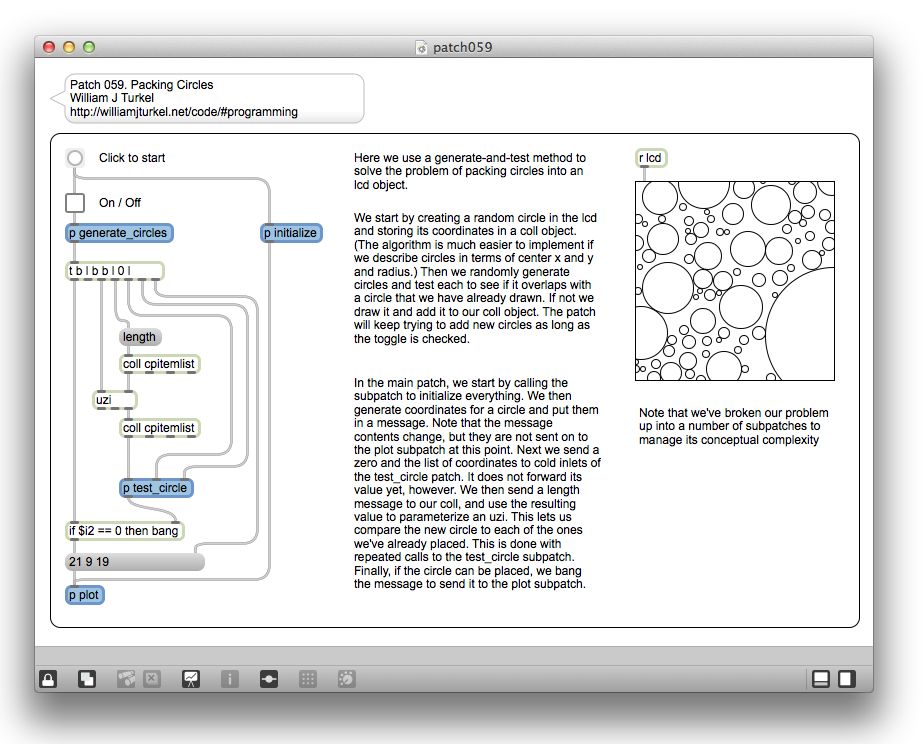 patch059
Patch 059. Packing Circles
William J Turkel
http://williamjturkel.net/code/#programming
Click to start
On / Off
p generate_circles
p initialize
t b l b b l 0 l
length
coll cpitemlist
uzi
coll cpitemlist
p test_circle
if $i2 == 0 then bang
21 9 19
p plot
Here we use a generate-and-test method to
solve the problem of packing circles into an
lcd object.
We start by creating a random circle in the lcd
and storing its coordinates in a coll object.
(The algorithm is much easier to implement if
we describe circles in terms of center x and y
and radius.) Then we randomly generate
circles and test each to see if it overlaps with
a circle that we have already drawn. If not we
draw it and add it to our coll object. The patch
will keep trying to add new circles as long as
the toggle is checked.
In the main patch, we start by calling the
subpatch to initialize everything. We then
generate coordinates for a circle and put them
in a message. Note that the message
contents change, but they are not sent on to
the plot subpatch at this point. Next we send a
zero and the list of coordinates to cold inlets of
the test_circle patch. It does not forward its
value yet, however. We then send a length
message to our coll, and use the resulting
value to parameterize an uzi. This lets us
compare the new circle to each of the ones
we've already placed. This is done with
repeated calls to the test_circle subpatch.
Finally, if the circle can be placed, we bang
the message to send it to the plot subpatch.
r lcd
Note that we've broken our problem
up into a number of subpatches to
manage its conceptual complexity